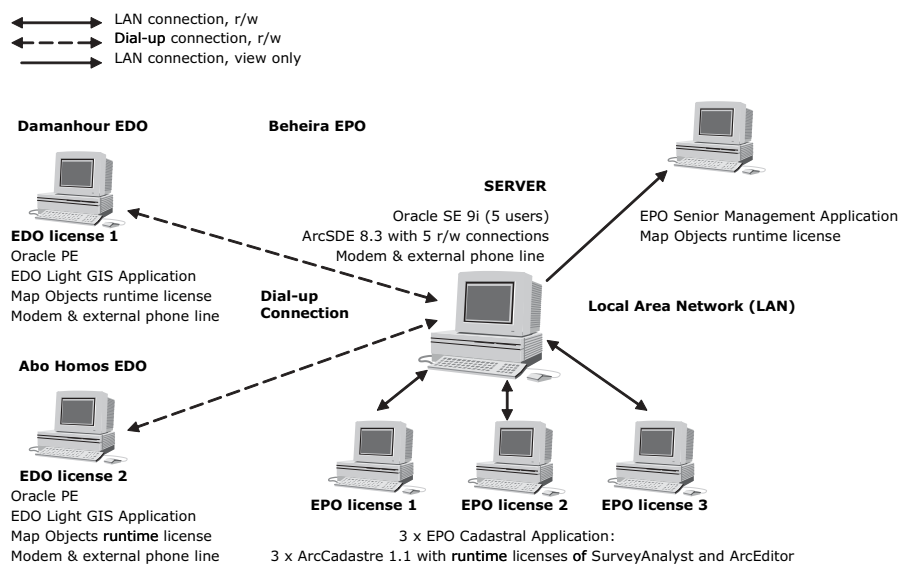 LAN connection, r/w
Dial-up connection, r/w
LAN connection, view only
Damanhour EDO
Beheira EPO
SERVER
Oracle SE 9i (5 users)
ArcSDE 8.3 with 5 r/w connections
Modem & external phone line
EPO Senior Management Application
Map Objects runtime license
EDO license 1
Oracle PE
EDO Light GIS Application
Map Objects runtime license
Modem & external phone line
Dial-up
Connection
Local Area Network (LAN)
Abo Homos EDO
EDO license 2
Oracle PE
EDO Light GIS Application
Map Objects runtime license
Modem & external phone line
EPO license 1
EPO license 2
EPO license 3
3 x EPO Cadastral Application:
3 x ArcCadastre 1.1 with runtime licenses of SurveyAnalyst and ArcEditor